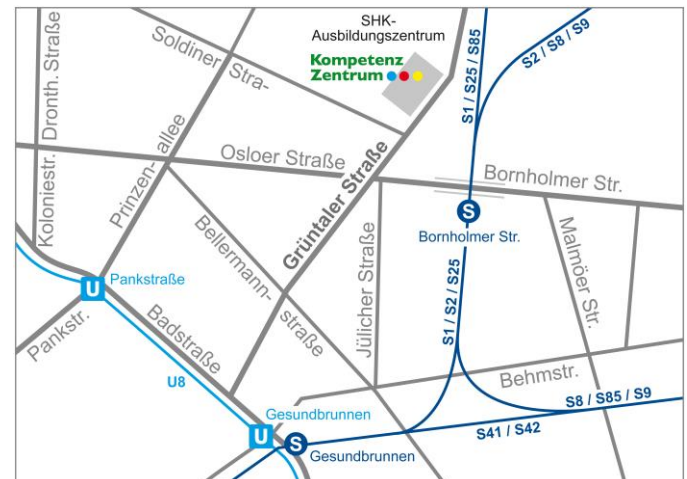 SHK-
Ausbildungszentrum
Kompetenz
Zentrum
Soldiner Stra-
Dronth. Straße
Koloniestr.
Prinzen-
allee
Osloer Straße
Grüntaler Straße
S1 / S25 / S85
S2 / S8 / S9
Bornholmer Str.
S
Bornholmer Str.
Bellermann-
straße
Jülicher Straße
Malmöer Str.
U
Pankstraße
Pankstr.
Badstraße
U8
S1 / S2 / S25
Behmstr.
S8 / S85 / S9
S41 / S42
Gesundbrunnen
U
S
Gesundbrunnen